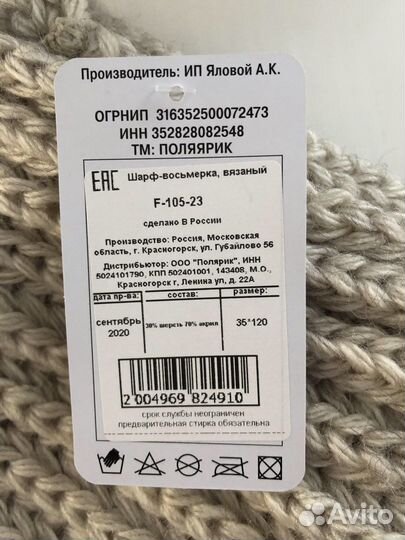 Производитель: ИП Яловой А.К.
ОГРНИП 316352500072473
ИНН 352828082548
ТМ: ПОЛЯЯРИК
EAC
Шарф-восьмерка, вязаный
F-105-23
сделано В России
Производство: Россия, Московская
область, г. Красногорск, ул. Губайлово 56
Дистрибьютор: ООО "Полярик", ИНН
5024101790, КПП 502401001, 143408, М.О.,
Красногорск г, Ленина ул, д. 22А
дата пр-ва: состав: размер:
сентябрь 2020 30% шерсть 70% акрил 35*120
2 004969 824910
срок службы неограничен
предварительная стирка обязательна
Avito